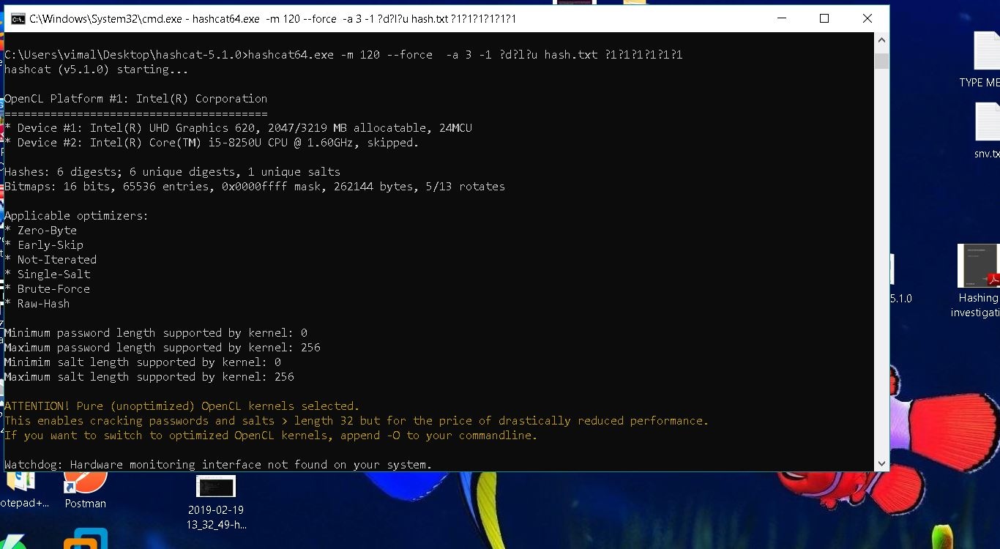 C:\Windows\System32\cmd.exe - hashcat64.exe -m 120 --force -a 3 -1 ?d?l?u hash.txt ?1?1?1?1?1?1
C:\Users\vimal\Desktop\hashcat-5.1.0>hashcat64.exe -m 120 --force  -a 3 -1 ?d?l?u hash.txt ?1?1?1?1?1?1
hashcat (v5.1.0) starting...
OpenCL Platform #1: Intel(R) Corporation
========================================
* Device #1: Intel(R) UHD Graphics 620, 2047/3219 MB allocatable, 24MCU
* Device #2: Intel(R) Core(TM) i5-8250U CPU @ 1.60GHz, skipped.
Hashes: 6 digests; 6 unique digests, 1 unique salts
Bitmaps: 16 bits, 65536 entries, 0x0000ffff mask, 262144 bytes, 5/13 rotates
Applicable optimizers:
* Zero-Byte
* Early-Skip
* Not-Iterated
* Single-Salt
* Brute-Force
* Raw-Hash
Minimum password length supported by kernel: 0
Maximum password length supported by kernel: 256
Minimim salt length supported by kernel: 0
Maximum salt length supported by kernel: 256
ATTENTION! Pure (unoptimized) OpenCL kernels selected.
This enables cracking passwords and salts > length 32 but for the price of drastically reduced performance.
If you want to switch to optimized OpenCL kernels, append -O to your commandline.
Watchdog: Hardware monitoring interface not found on your system.
TYPE ME
snv.tx
5.1.0
Hashing
investigati
otepad+...
Postman
2019-02-19
13_32_49-h...